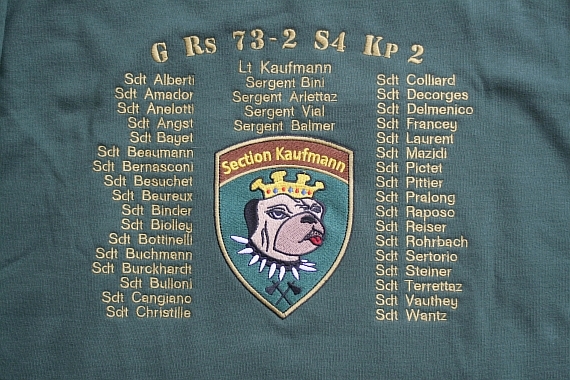 G Rs 73-2 S4 Kp 2
Lt Kaufmann
Sergent Bini
Sergent Arlettaz
Sergent Vial
Sergent Balmer
Sdt Alberti
Sdt Amador
Sdt Anelotti
Sdt Angst
Sdt Bayet
Sdt Beaumann
Sdt Bernasconi
Sdt Besuchet
Sdt Beureux
Sdt Binder
Sdt Biolley
Sdt Bottinelli
Sdt Buchmann
Sdt Burckhardt
Sdt Bulloni
Sdt Cangiano
Sdt Christille
Section Kaufmann
Sdt Colliard
Sdt Decorges
Sdt Delmenico
Sdt Francey
Sdt Laurent
Sdt Mazidi
Sdt Pictet
Sdt Pittier
Sdt Pralong
Sdt Raposo
Sdt Reiser
Sdt Rohrbach
Sdt Sertorio
Sdt Steiner
Sdt Terrettaz
Sdt Vauthey
Sdt Wantz